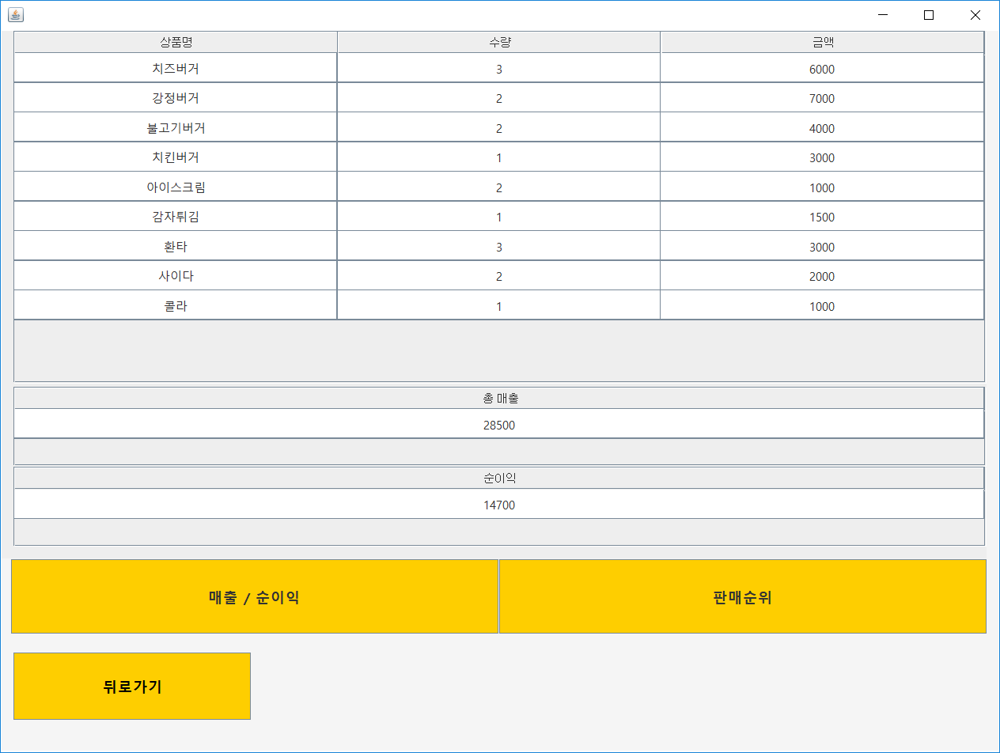 상품명 수량 금액
치즈버거 3 6000
강정버거 2 7000
불고기버거 2 4000
치킨버거 1 3000
아이스크림 2 1000
감자튀김 1 1500
환타 3 3000
사이다 2 2000
콜라 1 1000
총 매출
28500
순이익
14700
매출 / 순이익 판매순위
뒤로가기